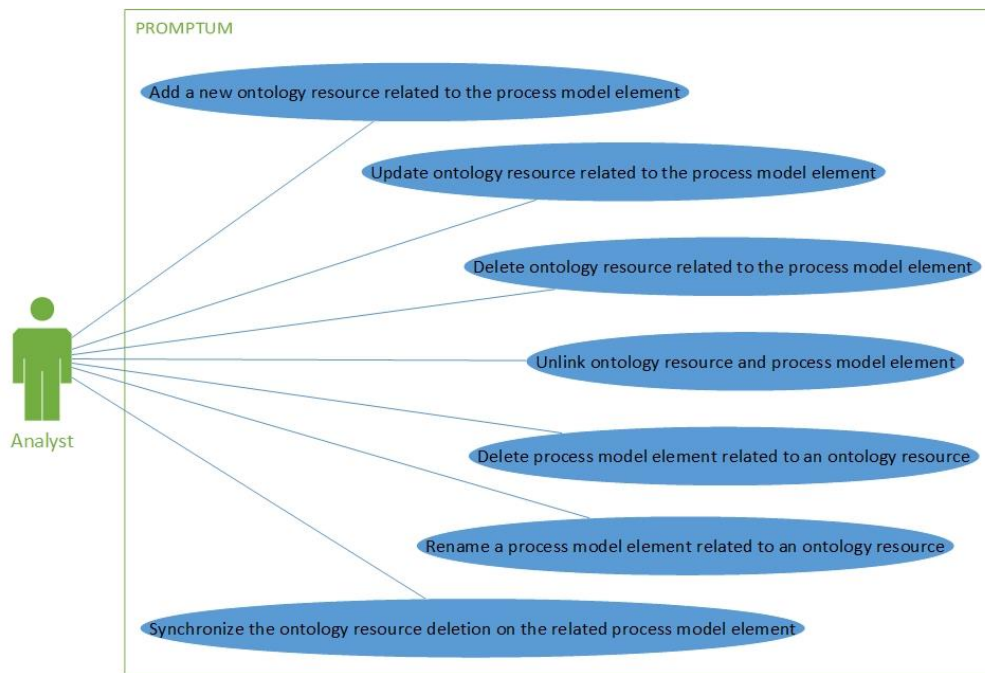 PROMPTUM
Add a new ontology resource related to the process model element
Update ontology resource related to the process model element
Delete ontology resource related to the process model element
Unlink ontology resource and process model element
Analyst
Delete process model element related to an ontology resource
Rename a process model element related to an ontology resource
Synchronize the ontology resource deletion on the related process model element